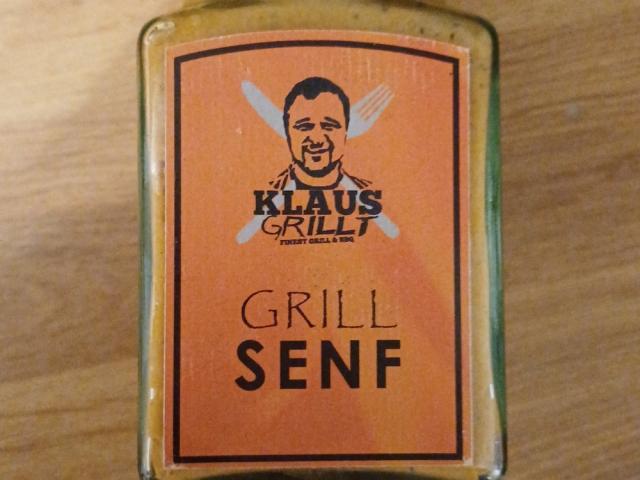 KLAUS
GRILLT
FINEST GRILL & BBQ
GRILL
SENF